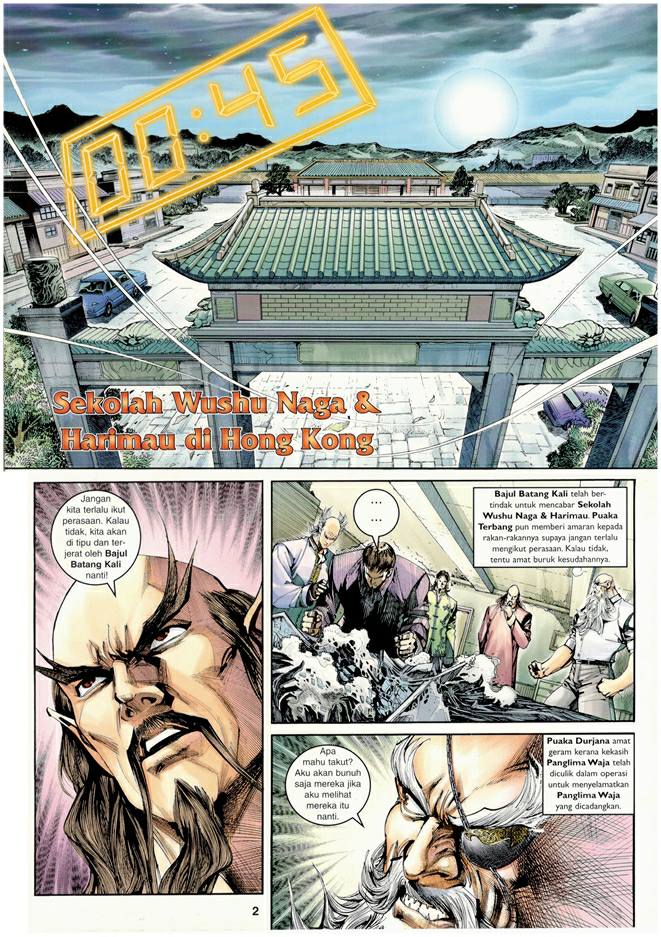 00:45
Sekolah Wushu Naga &
Harimau di Hong Kong
Jangan
kita terlalu ikut
perasaan. Kalau
tidak, kita akan
di tipu dan ter-
jerat oleh Bajul
Batang Kali
nanti!
...
...
Bajul Batang Kali telah ber-
tindak untuk mencabar Sekolah
Wushu Naga & Harimau. Puaka
Terbang pun memberi amaran kepada
rakan-rakannya supaya jangan terlalu
mengikut perasaan. Kalau tidak,
tentu amat buruk kesudahannya.
Apa
mahu takut?
Aku akan bunuh
saja mereka jika
aku melihat
mereka itu
nanti.
Puaka Durjana amat
geram kerana kekasih
Panglima Waja telah
diculik dalam operasi
untuk menyelamatkan
Panglima Waja
yang dicadangkan.
2